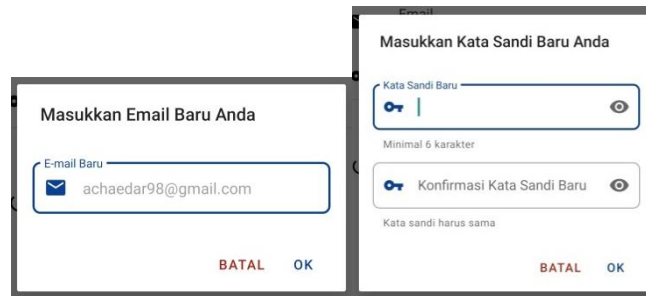 Masukkan Email Baru Anda
E-mail Baru
achaedar98@gmail.com
BATAL OK
Email
Masukkan Kata Sandi Baru Anda
Kata Sandi Baru
Minimal 6 karakter
Konfirmasi Kata Sandi Baru
Kata sandi harus sama
BATAL OK